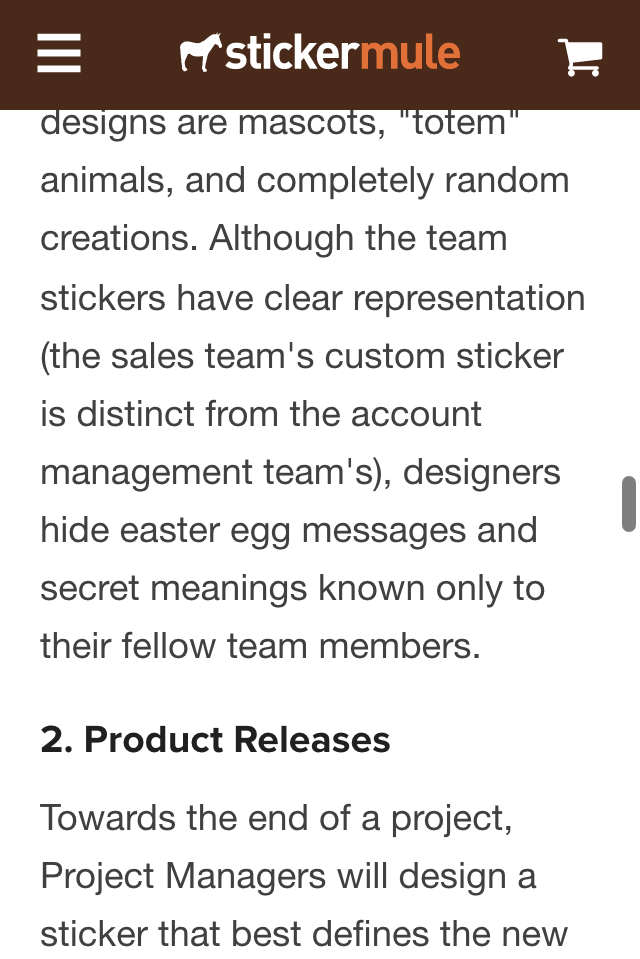 stickermule
designs are mascots, "totem"
animals, and completely random
creations. Although the team
stickers have clear representation
(the sales team's custom sticker
is distinct from the account
management team's), designers
hide easter egg messages and
secret meanings known only to
their fellow team members.
2. Product Releases
Towards the end of a project,
Project Managers will design a
sticker that best defines the new